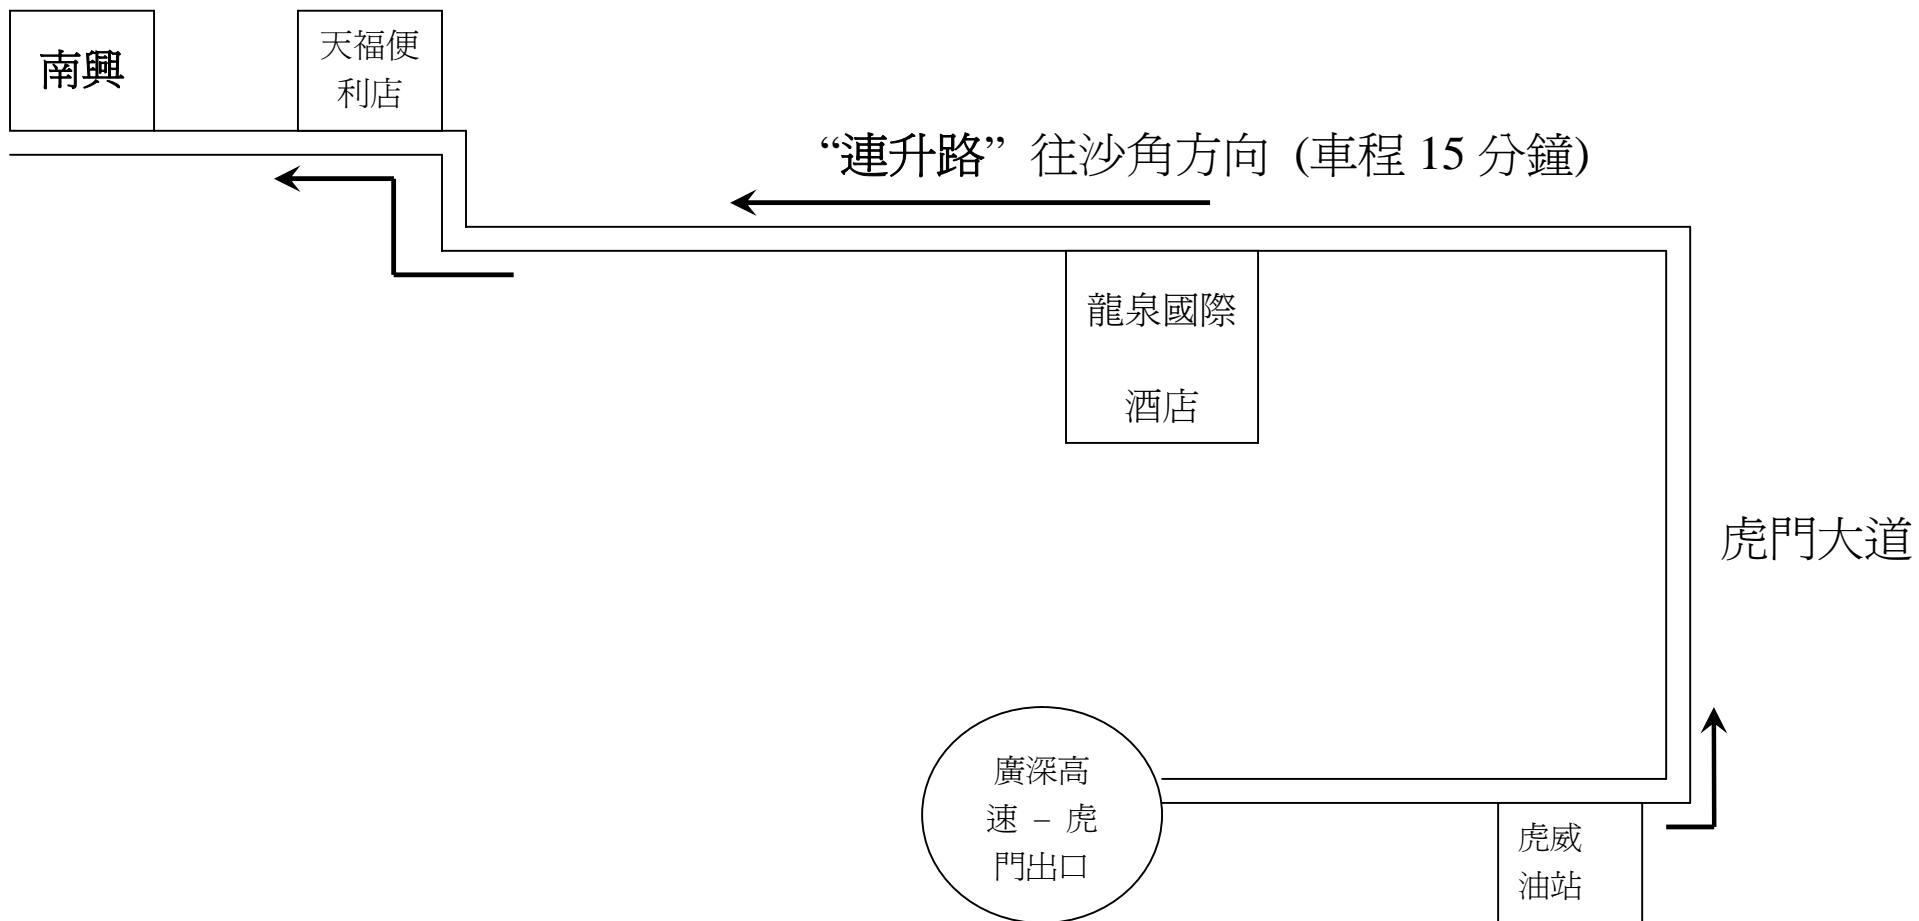 南興
天福便
利店
“連升路” 往沙角方向 (車程 15 分鐘)
龍泉國際
酒店
虎門大道
廣深高
速 – 虎
門出口
虎威
油站